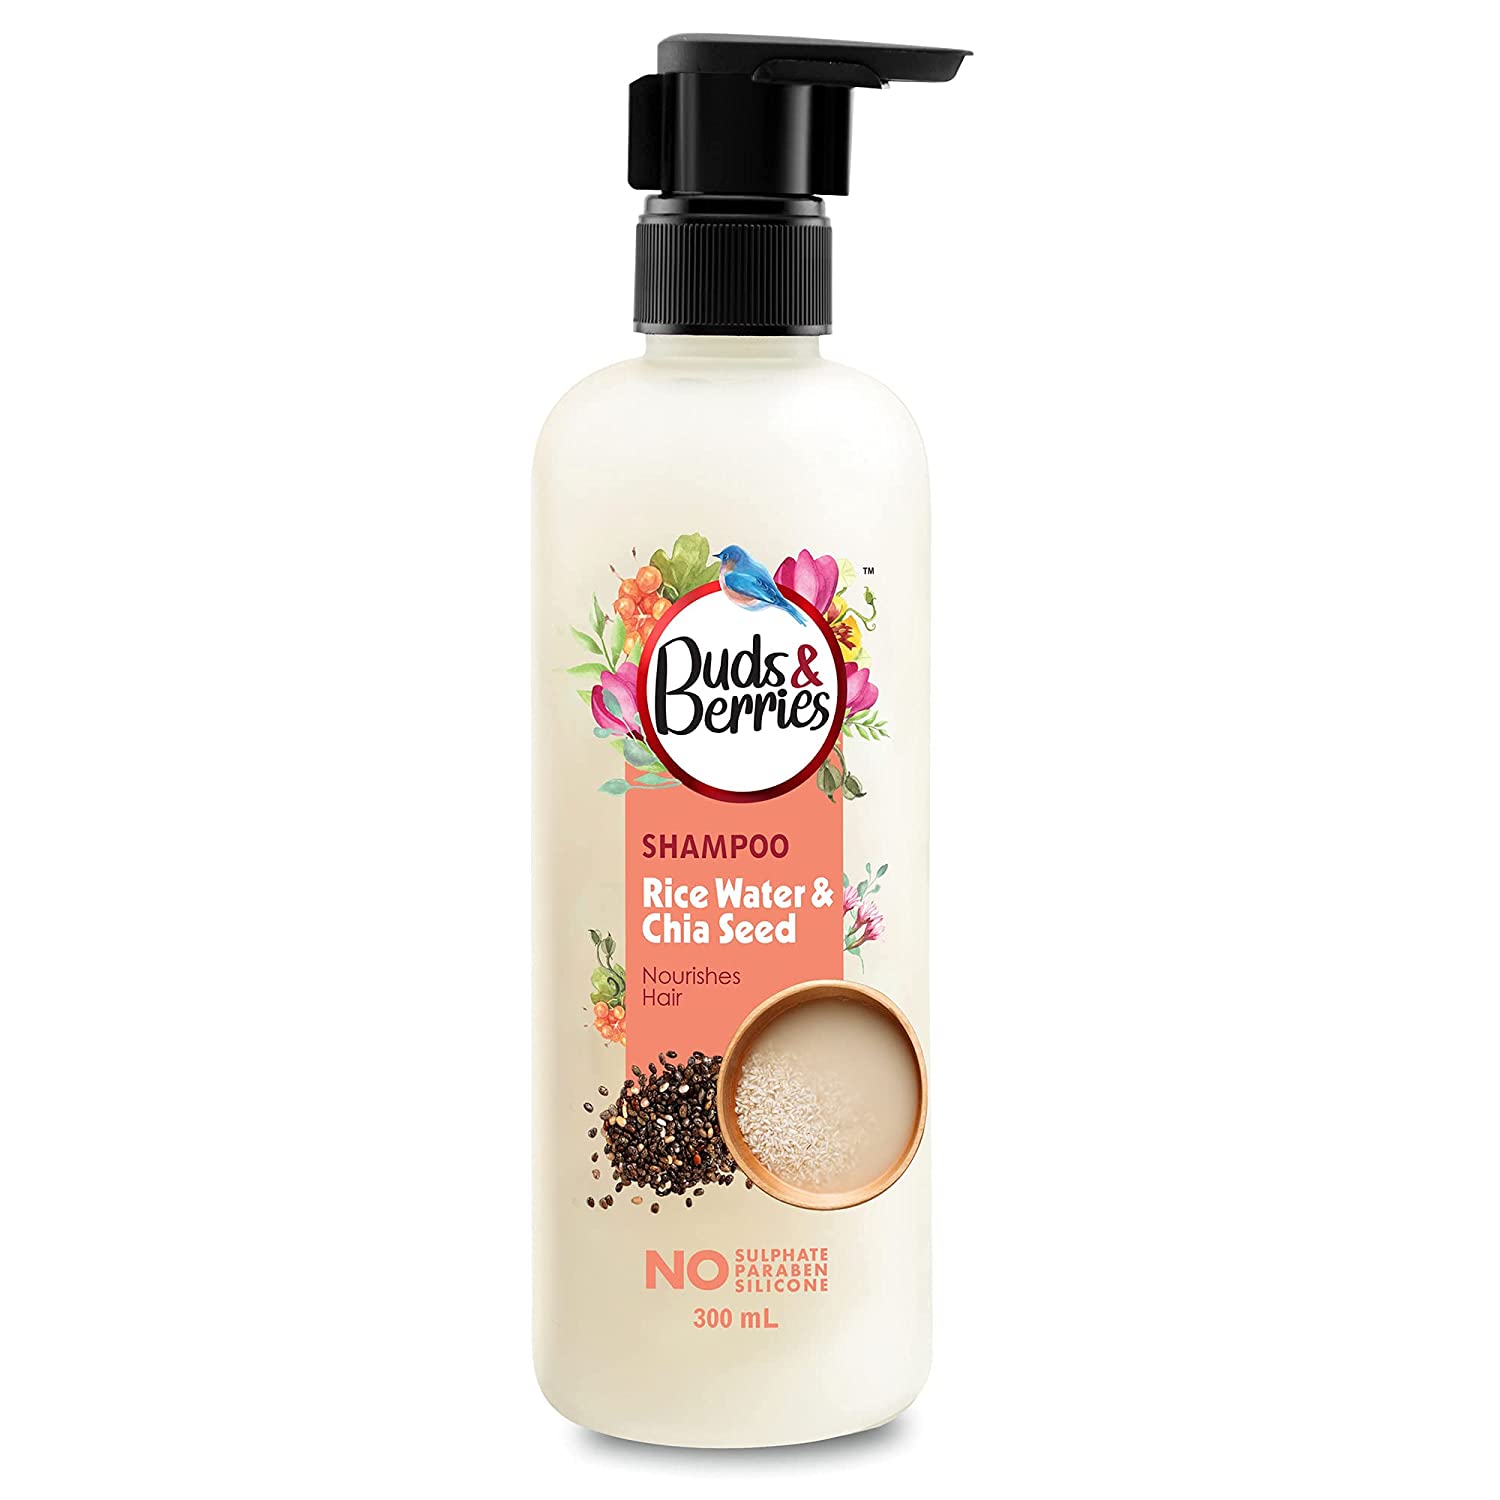 Buds &
Berries
TM
SHAMPOO
Rice Water &
Chia Seed
Nourishes
Hair
NO
SULPHATE
PARABEN
SILICONE
300 mL